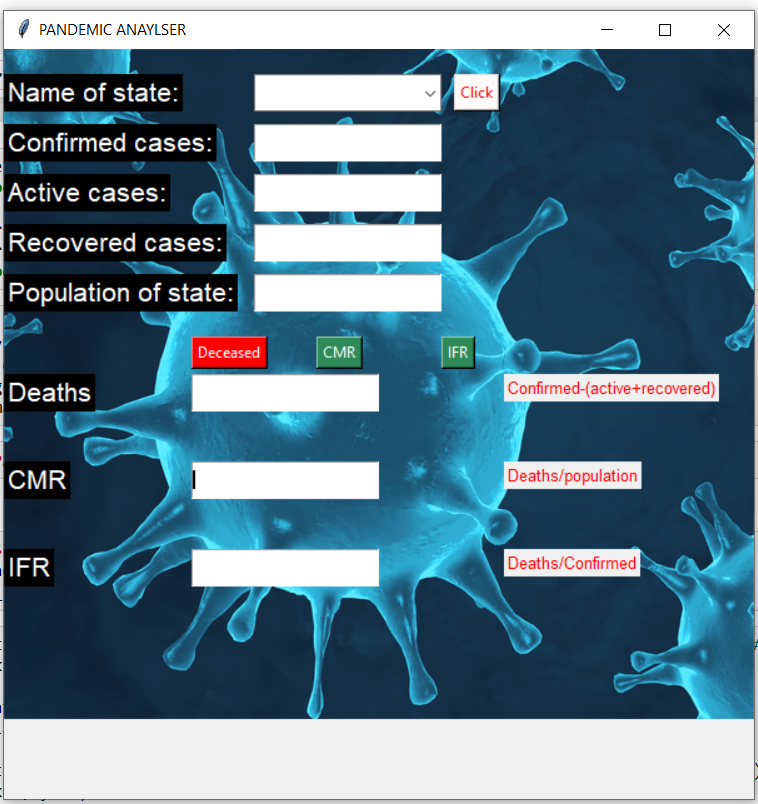 PANDEMIC ANAYLSER
Name of state:
Click
Confirmed cases:
Active cases:
Recovered cases:
Population of state:
Deceased CMR IFR
Deaths
Confirmed-(active+recovered)
CMR
Deaths/population
IFR
Deaths/Confirmed